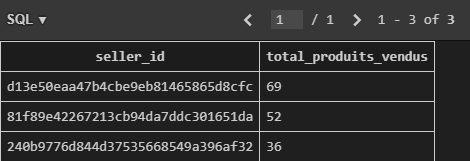 SQL ▾ < 1 / 1 > 1 - 3 of 3
seller_id total_produits_vendus
d13e50eaa47b4cbe9eb81465865d8cfc 69
81f89e42267213cb94da7ddc301651da 52
240b9776d844d37535668549a396af32 36